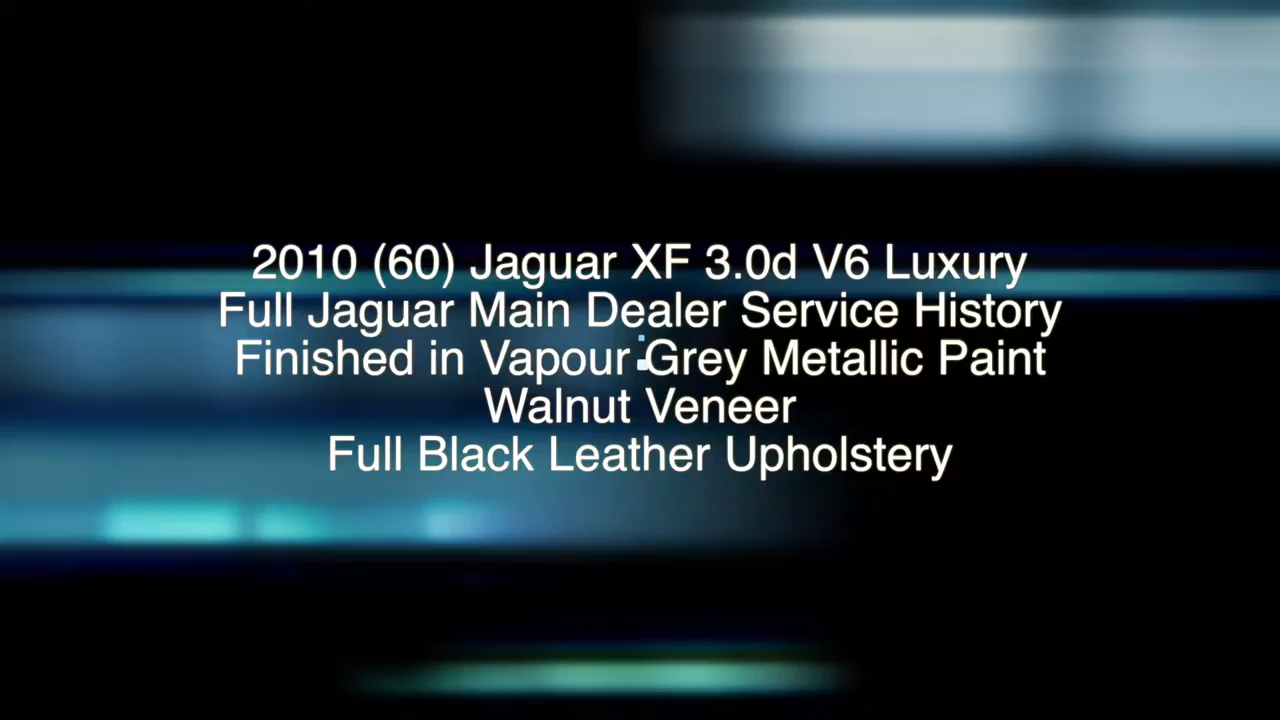 2010 (60) Jaguar XF 3.0d V6 Luxury
Full Jaguar Main Dealer Service History
Finished in Vapour Grey Metallic Paint
Walnut Veneer
Full Black Leather Upholstery